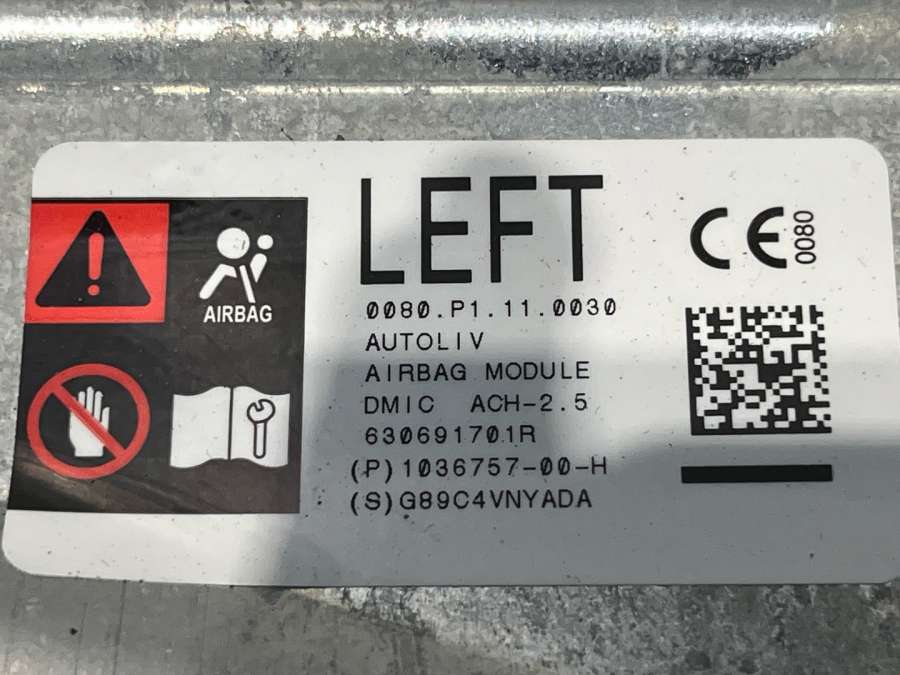 LEFT
CE 0080
AIRBAG
0080.P1.11.0030
AUTOLIV
AIRBAG MODULE
DMIC ACH-2.5
630691701R
(P)1036757-00-H
(S)G89C4VNYADA